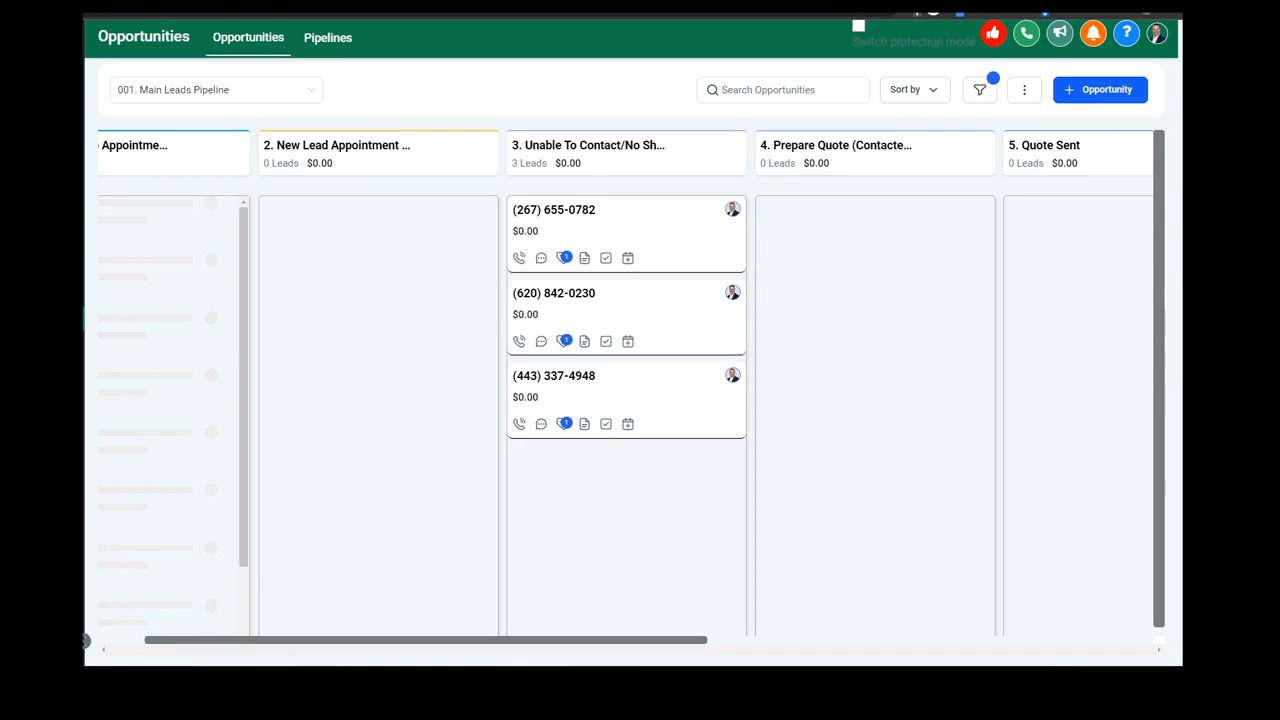 Opportunities
Opportunities
Pipelines
Switch protection mode
001. Main Leads Pipeline
Search Opportunities
Sort by
Opportunity
Appointme...
2. New Lead Appointment ...
0 Leads $0.00
3. Unable To Contact/No Sh...
3 Leads $0.00
4. Prepare Quote (Contacte...
0 Leads $0.00
5. Quote Sent
0 Leads $0.00
(267) 655-0782
$0.00
1
(620) 842-0230
$0.00
1
(443) 337-4948
$0.00
1